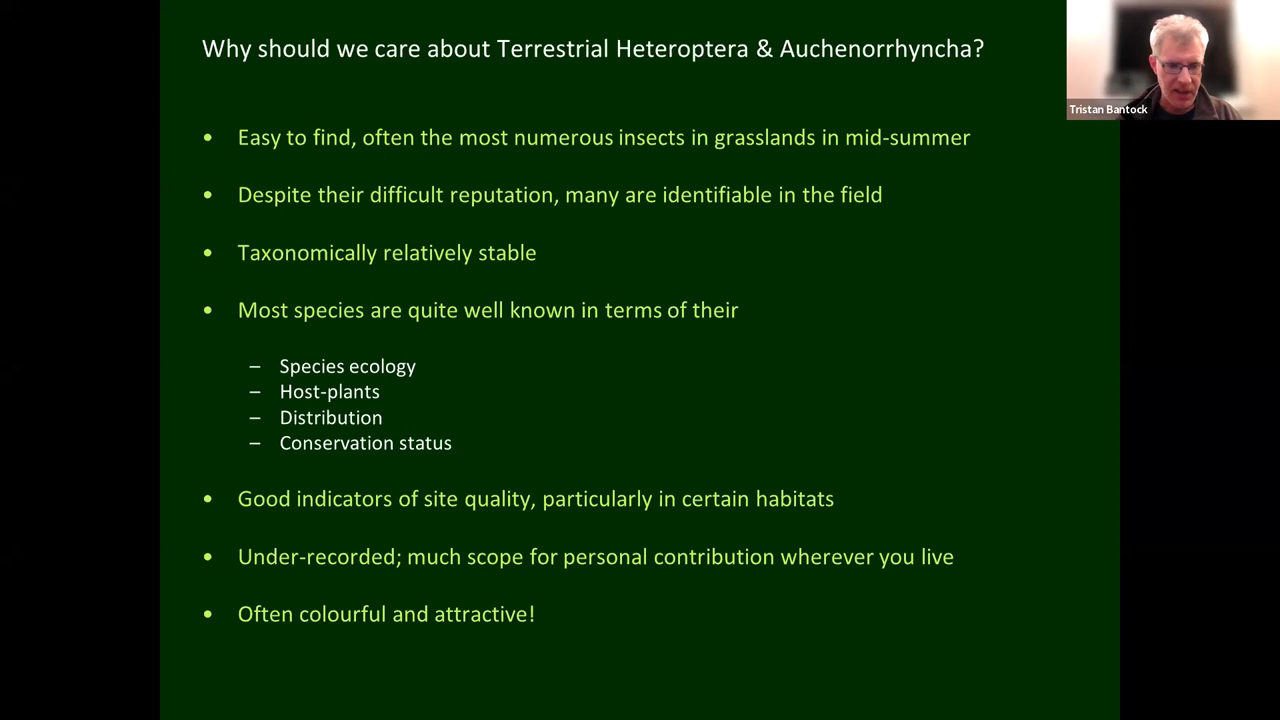 Why should we care about Terrestrial Heteroptera & Auchenorrhyncha?
Tristan Bantock
• Easy to find, often the most numerous insects in grasslands in mid-summer
• Despite their difficult reputation, many are identifiable in the field
• Taxonomically relatively stable
• Most species are quite well known in terms of their
– Species ecology
– Host-plants
– Distribution
– Conservation status
• Good indicators of site quality, particularly in certain habitats
• Under-recorded; much scope for personal contribution wherever you live
• Often colourful and attractive!